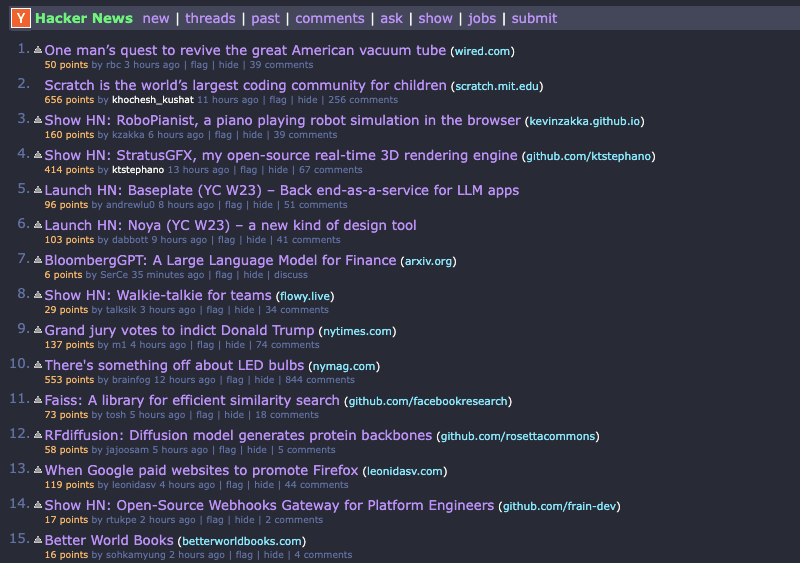 Y Hacker News new | threads | past | comments | ask | show | jobs | submit
1. One man’s quest to revive the great American vacuum tube (wired.com)
50 points by rbc 3 hours ago | flag | hide | 39 comments
2. Scratch is the world’s largest coding community for children (scratch.mit.edu)
656 points by khochesh_kushat 11 hours ago | flag | hide | 256 comments
3. Show HN: RoboPianist, a piano playing robot simulation in the browser (kevinzakka.github.io)
160 points by kzakka 6 hours ago | flag | hide | 39 comments
4. Show HN: StratusGFX, my open-source real-time 3D rendering engine (github.com/ktstephano)
414 points by ktstephano 13 hours ago | flag | hide | 67 comments
5. Launch HN: Baseplate (YC W23) – Back end-as-a-service for LLM apps
96 points by andrewlu0 8 hours ago | flag | hide | 51 comments
6. Launch HN: Noya (YC W23) – a new kind of design tool
103 points by dabbott 9 hours ago | flag | hide | 41 comments
7. BloombergGPT: A Large Language Model for Finance (arxiv.org)
6 points by SerCe 35 minutes ago | flag | hide | discuss
8. Show HN: Walkie-talkie for teams (flowy.live)
29 points by talksik 3 hours ago | flag | hide | 34 comments
9. Grand jury votes to indict Donald Trump (nytimes.com)
137 points by m1 4 hours ago | flag | hide | 74 comments
10. There's something off about LED bulbs (nymag.com)
553 points by brainfog 12 hours ago | flag | hide | 844 comments
11. Faiss: A library for efficient similarity search (github.com/facebookresearch)
73 points by tosh 5 hours ago | flag | hide | 18 comments
12. RFdiffusion: Diffusion model generates protein backbones (github.com/rosettacommons)
58 points by jajoosam 5 hours ago | flag | hide | 5 comments
13. When Google paid websites to promote Firefox (leonidasv.com)
119 points by leonidasv 4 hours ago | flag | hide | 44 comments
14. Show HN: Open-Source Webhooks Gateway for Platform Engineers (github.com/frain-dev)
17 points by rtukpe 2 hours ago | flag | hide | 2 comments
15. Better World Books (betterworldbooks.com)
16 points by sohkamyung 2 hours ago | flag | hide | 4 comments